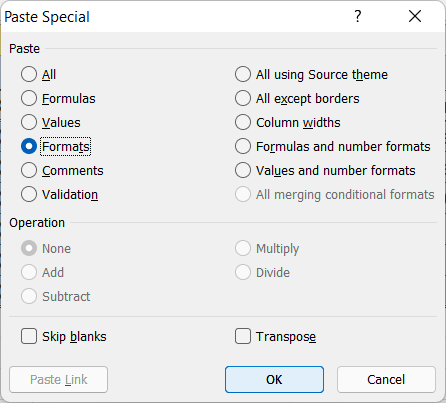 Paste Special
?
Paste
All
All using Source theme
Formulas
All except borders
Values
Column widths
Formats
Formulas and number formats
Comments
Values and number formats
Validation
All merging conditional formats
Operation
None
Multiply
Add
Divide
Subtract
Skip blanks
Transpose
Paste Link
OK
Cancel